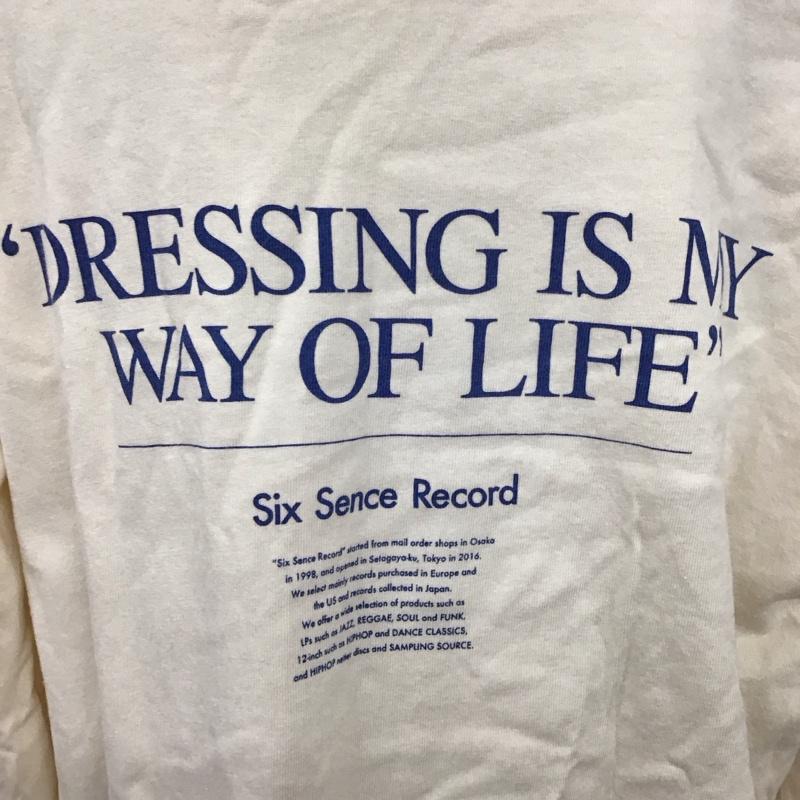 “DRESSING IS MY
WAY OF LIFE”
Six Sence Record
"Six Sence Record" started from mail order shops in Osaka
in 1998, and opened in Setagaya-ku, Tokyo in 2016.
We select mainly records purchased in Europe and
the US and records collected in Japan.
We offer a wide selection of products such as
LPs such as JAZZ, REGGAE, SOUL and FUNK,
12-inch such as HIPHOP and DANCE CLASSICS,
and HIPHOP discs and SAMPLING SOURCE.